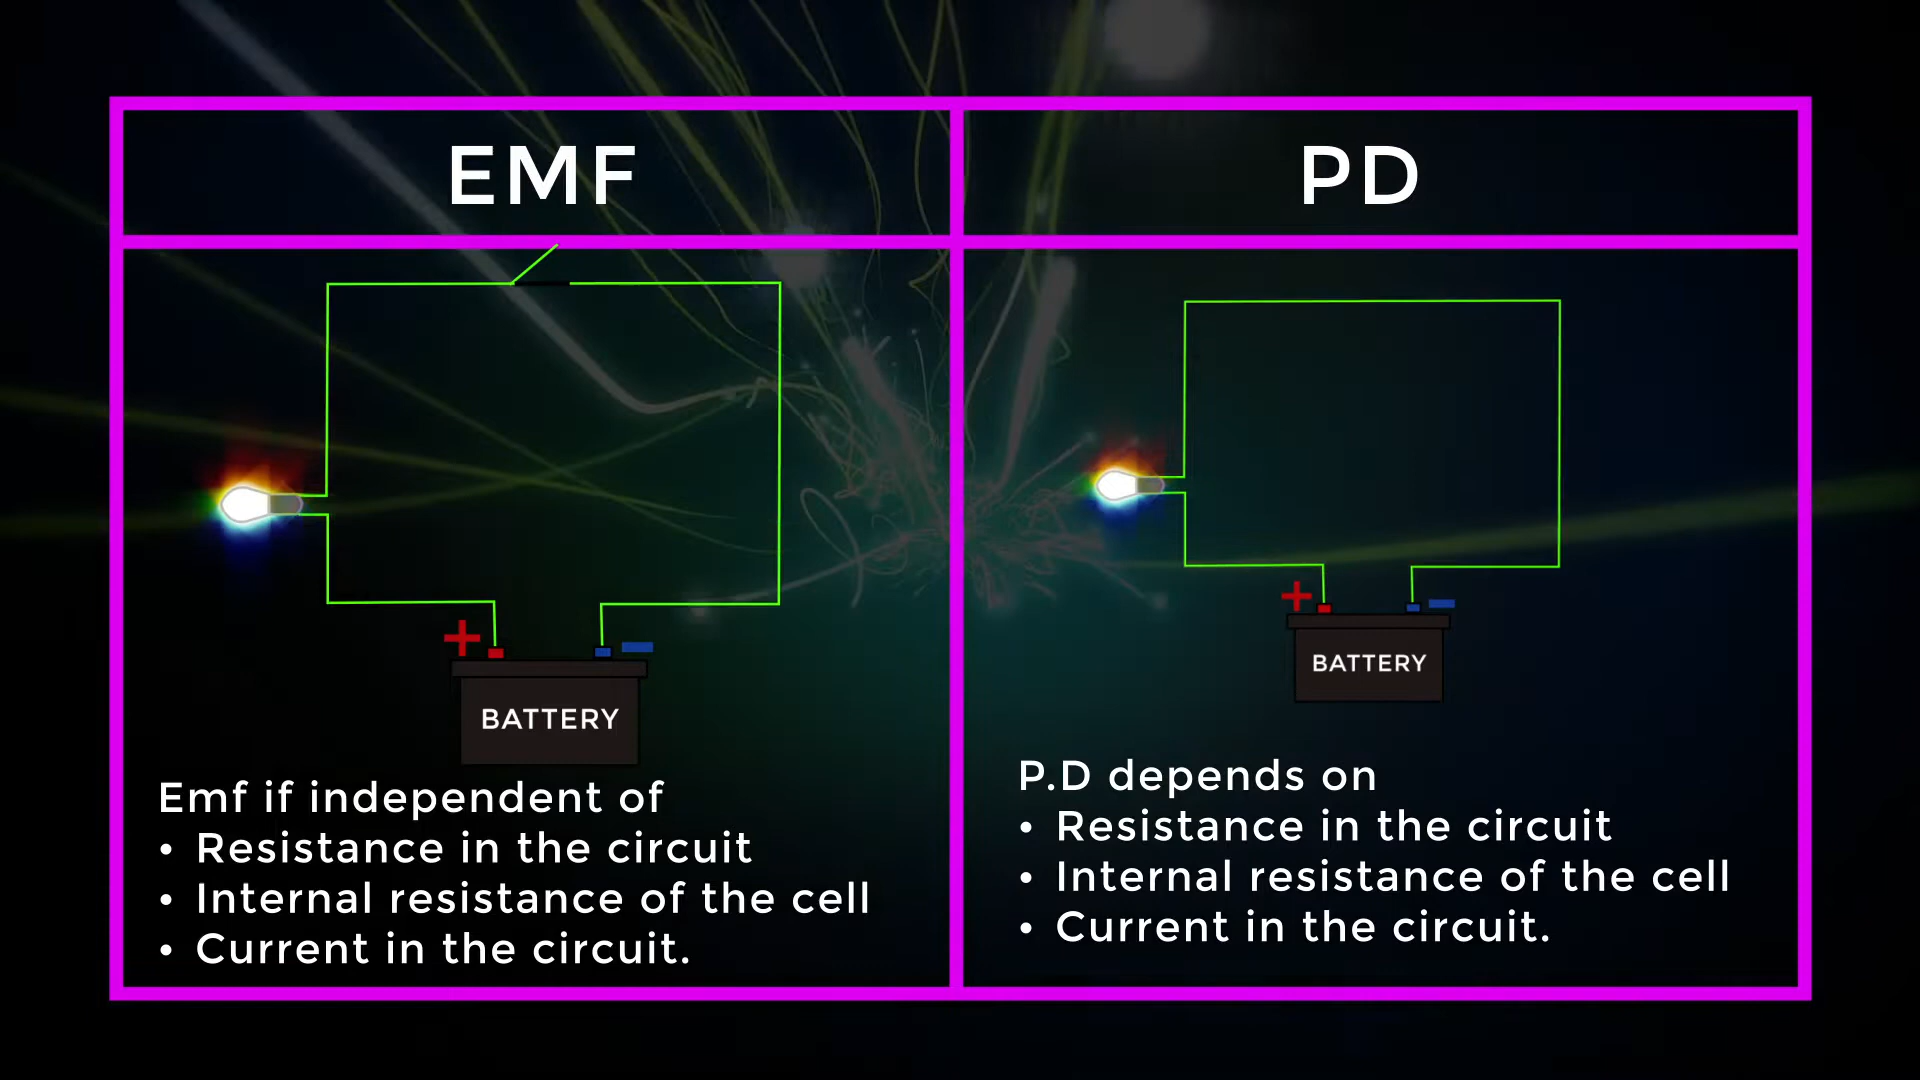 EMF
PD
BATTERY
Emf if independent of
• Resistance in the circuit
• Internal resistance of the cell
• Current in the circuit.
BATTERY
P.D depends on
• Resistance in the circuit
• Internal resistance of the cell
• Current in the circuit.